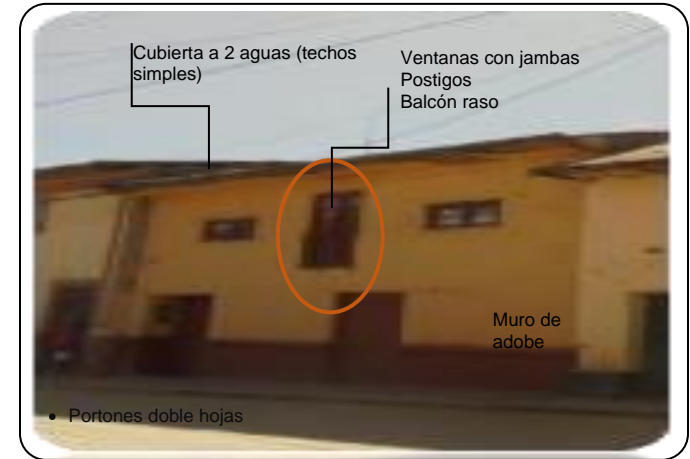 Cubierta a 2 aguas (techos
simples)
Ventanas con jambas
Postigos
Balcón raso
Muro de
adobe
• Portones doble hojas